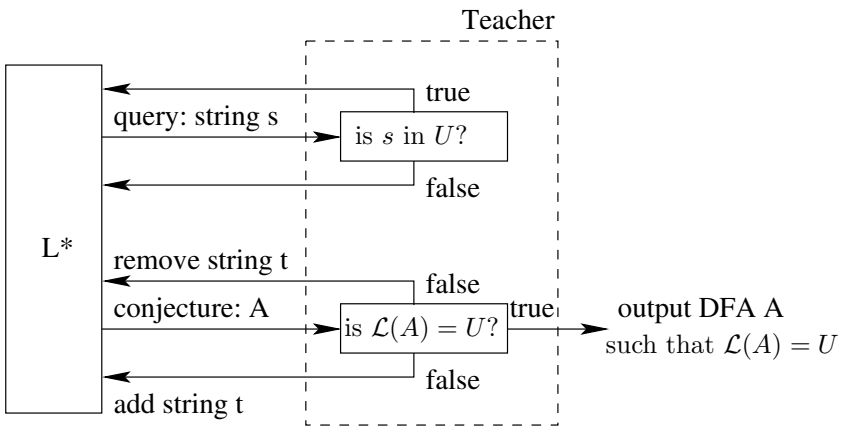 Teacher
true
query: string s
is s in U?
false
L*
remove string t
false
conjecture: A
is ℒ(A) = U?
true
output DFA A
such that ℒ(A) = U
false
add string t